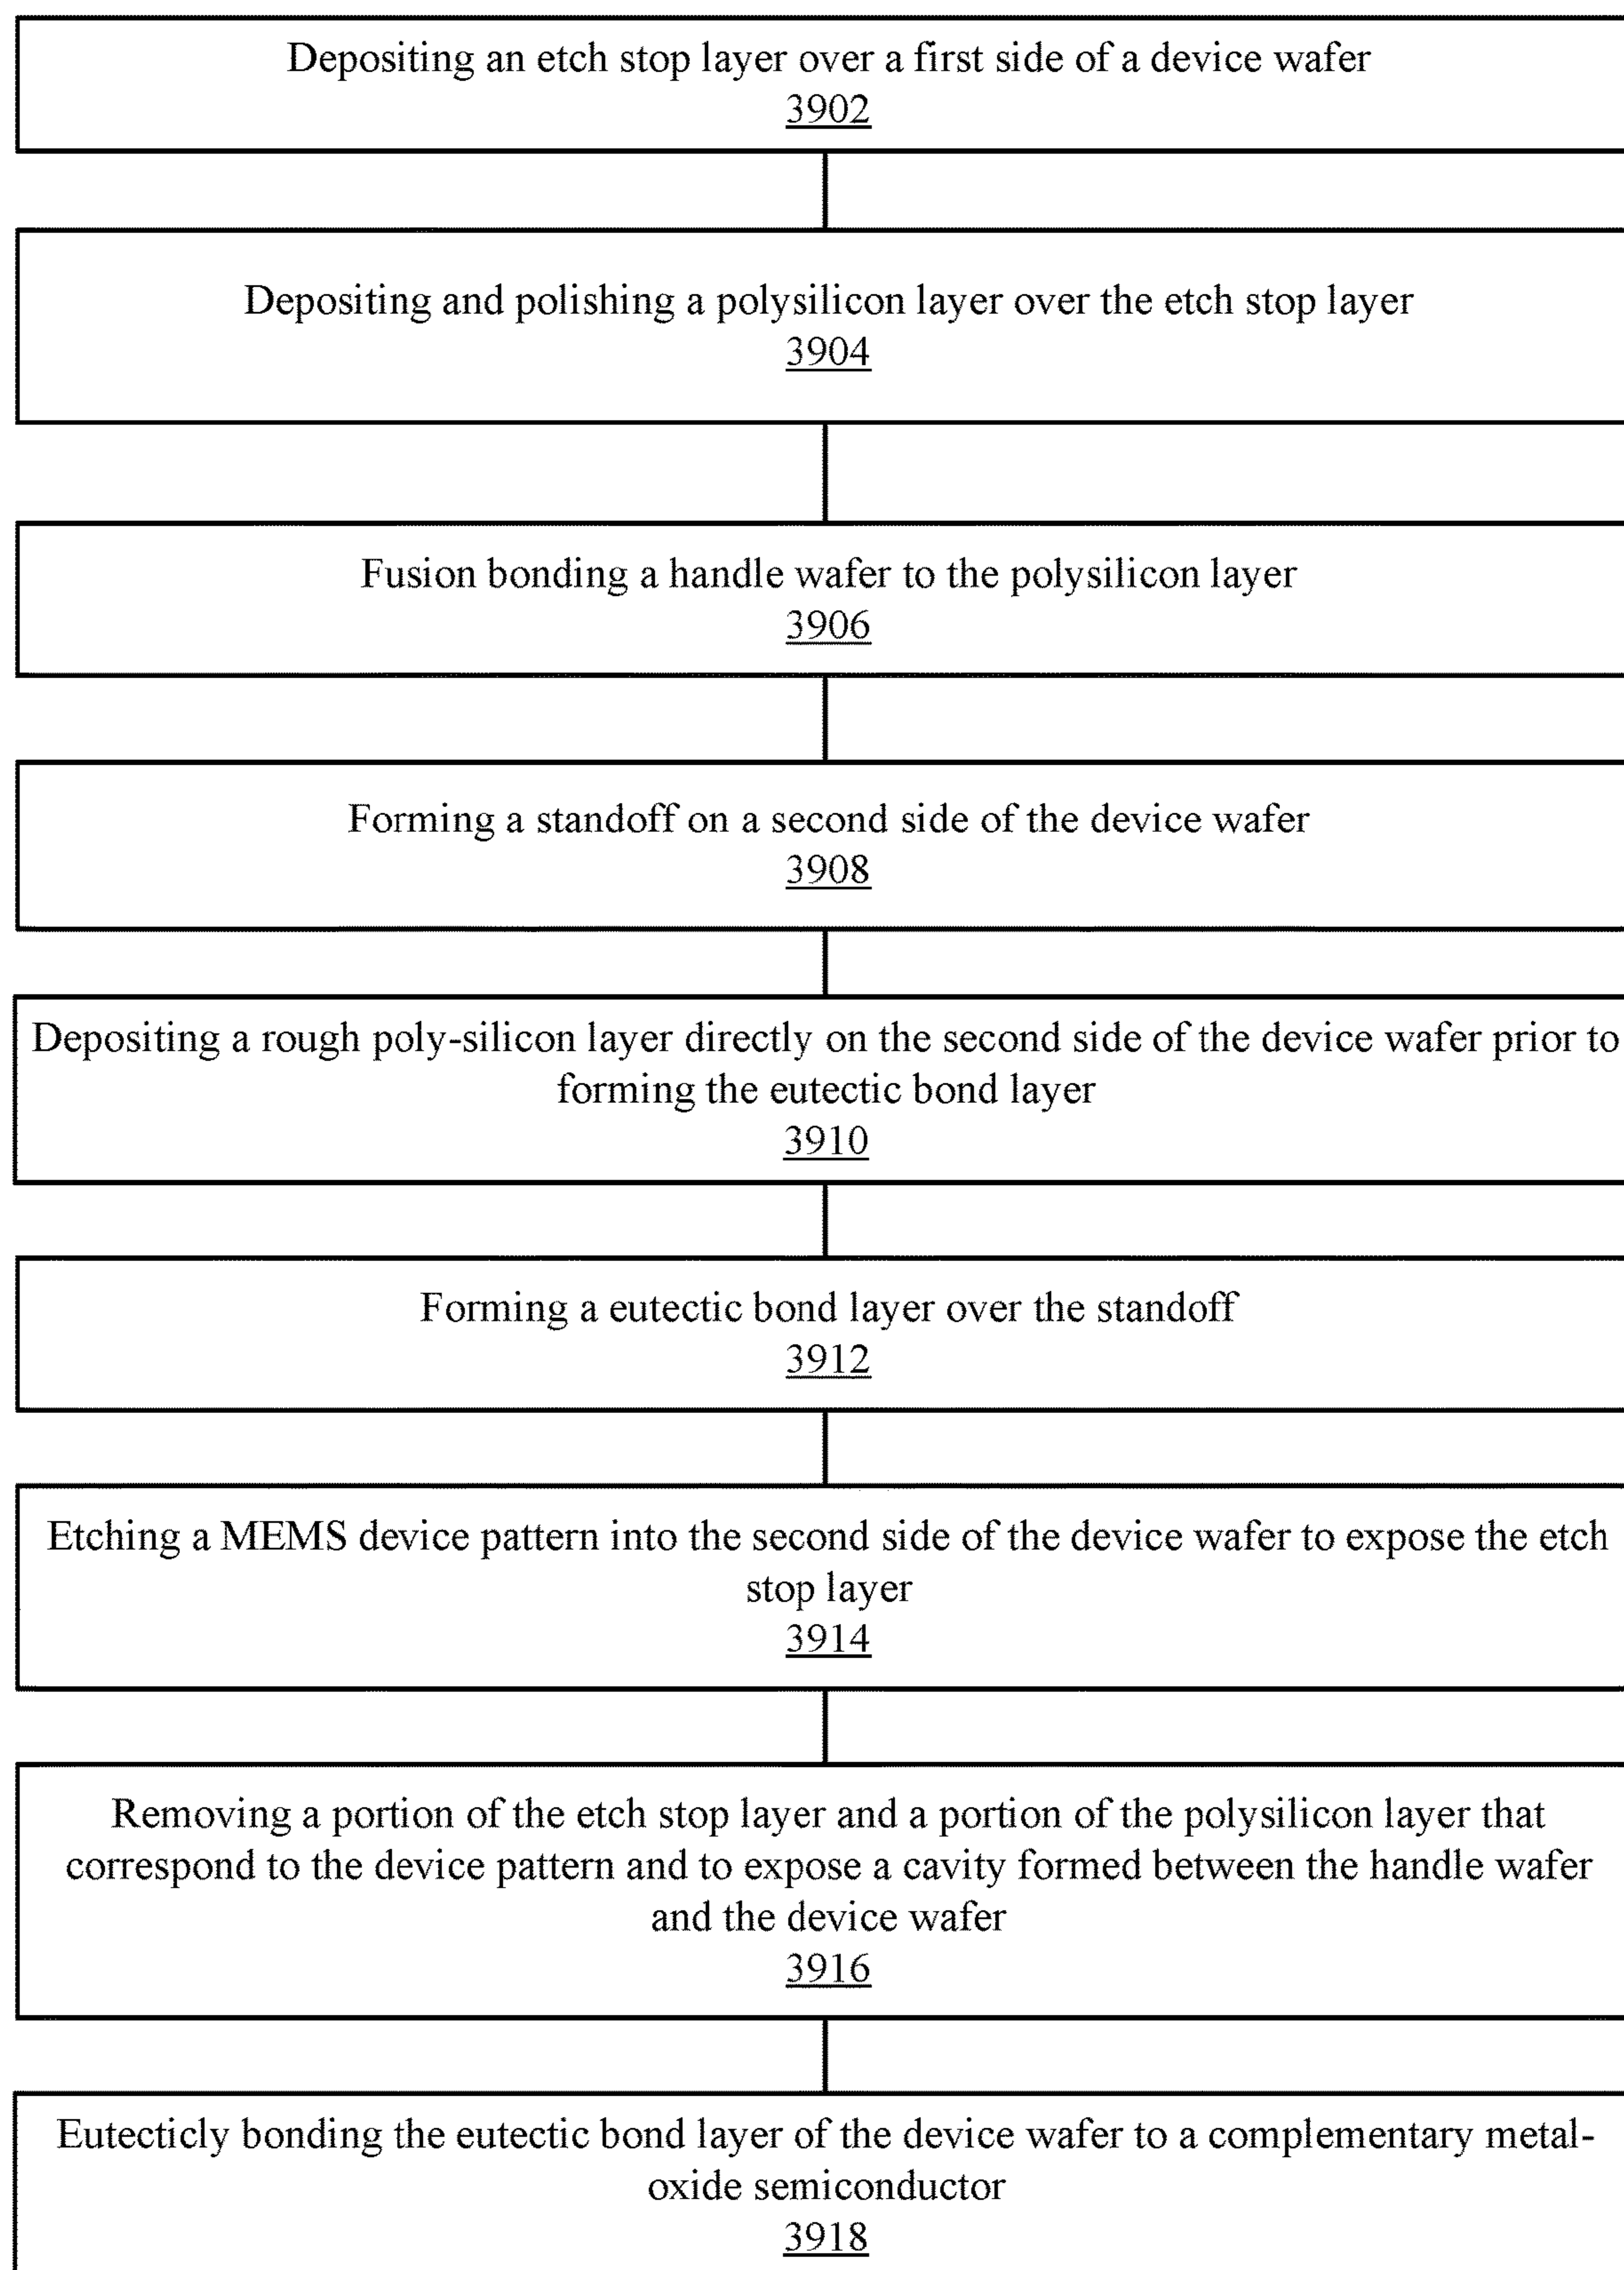 Depositing an etch stop layer over a first side of a device wafer
3902
Depositing and polishing a polysilicon layer over the etch stop layer
3904
Fusion bonding a handle wafer to the polysilicon layer
3906
Forming a standoff on a second side of the device wafer
3908
Depositing a rough poly-silicon layer directly on the second side of the device wafer prior to
forming the eutectic bond layer
3910
Forming a eutectic bond layer over the standoff
3912
Etching a MEMS device pattern into the second side of the device wafer to expose the etch
stop layer
3914
Removing a portion of the etch stop layer and a portion of the polysilicon layer that
correspond to the device pattern and to expose a cavity formed between the handle wafer
and the device wafer
3916
Eutecticly bonding the eutectic bond layer of the device wafer to a complementary metal-
oxide semiconductor
3918